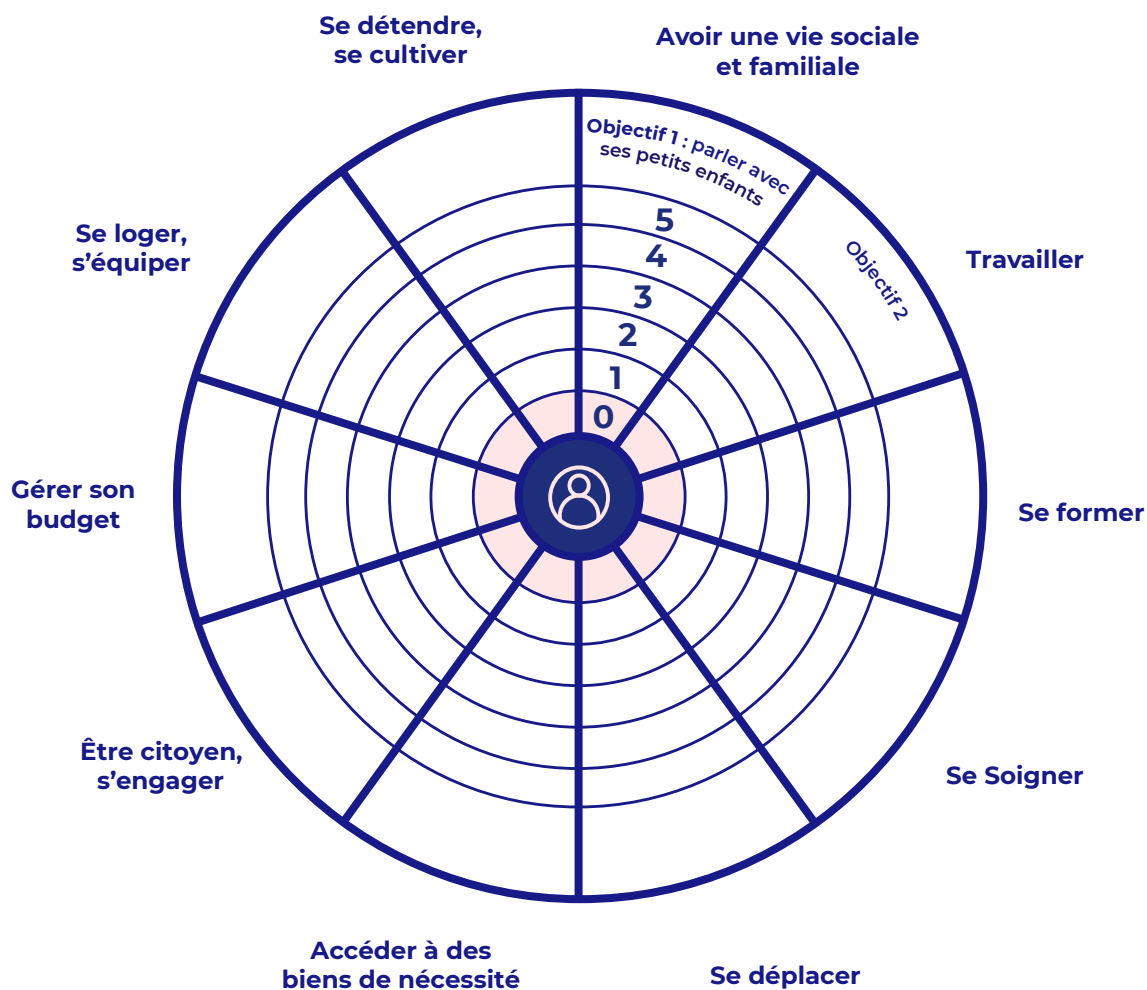 Se détendre,
se cultiver
Avoir une vie sociale
et familiale
Objectif 1 : parler avec
ses petits enfants
5
4
3
2
1
0
Objectif 2
Travailler
Se loger,
s’équiper
Gérer son
budget
Se former
Être citoyen,
s’engager
Se Soigner
Accéder à des
biens de nécessité
Se déplacer